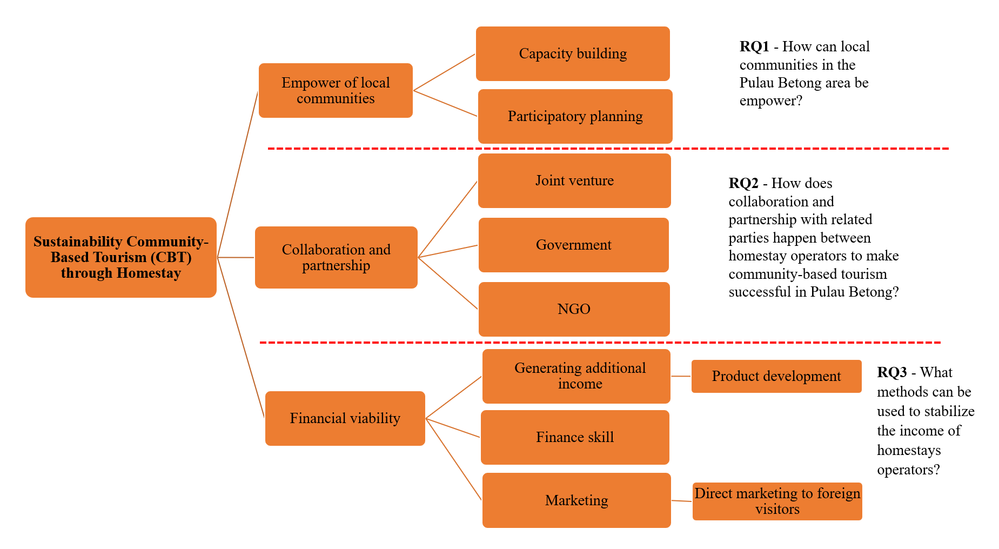 Sustainability Community-
Based Tourism (CBT)
through Homestay
Empower of local
communities
Capacity building
Participatory planning
RQ1 - How can local
communities in the
Pulau Betong area be
empower?
Collaboration and
partnership
Joint venture
Government
NGO
RQ2 - How does
collaboration and
partnership with related
parties happen between
homestay operators to make
community-based tourism
successful in Pulau Betong?
Financial viability
Generating additional
income
Product development
Finance skill
Marketing
Direct marketing to foreign
visitors
RQ3 - What
methods can be
used to stabilize
the income of
homestays
operators?